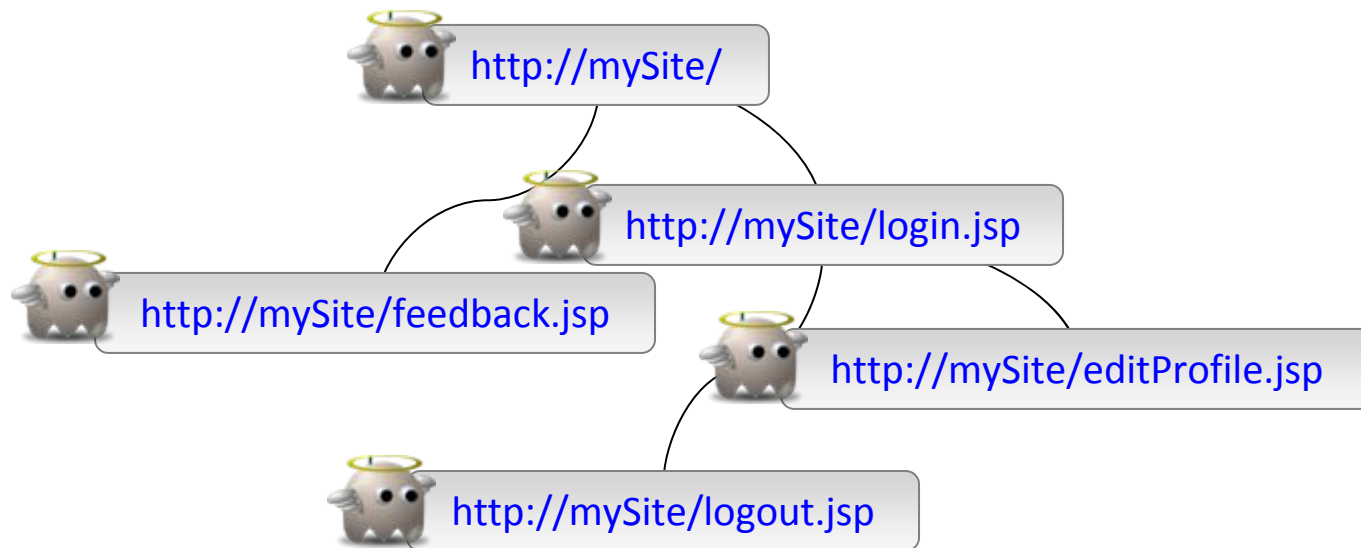 http://mySite/
http://mySite/login.jsp
http://mySite/feedback.jsp
http://mySite/editProfile.jsp
http://mySite/logout.jsp